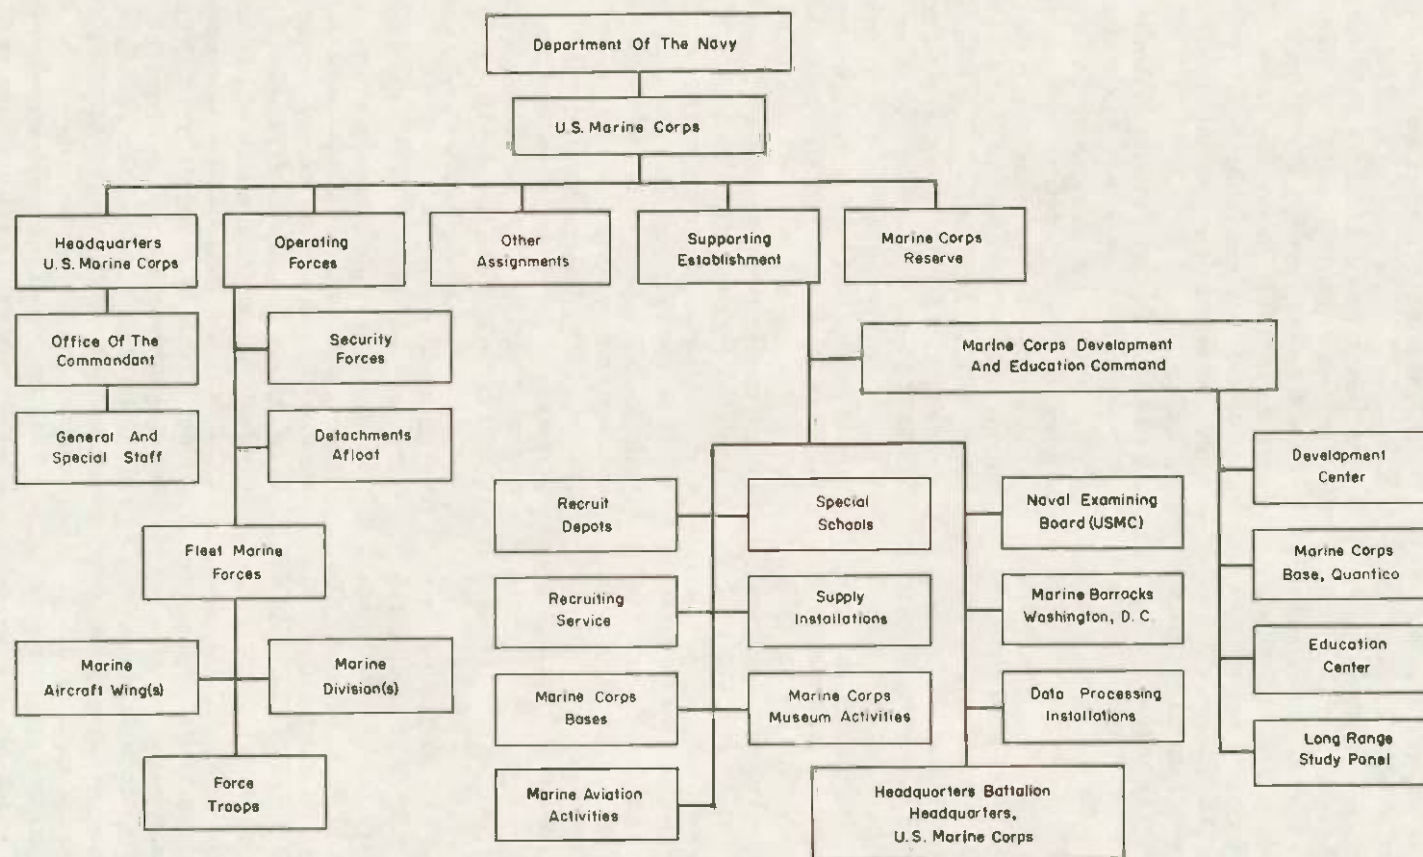 Department Of The Navy
U.S. Marine Corps
Headquarters
U.S. Marine Corps
Operating
Forces
Other
Assignments
Supporting
Establishment
Marine Corps
Reserve
Office Of The
Commandant
Security
Forces
Marine Corps Development
And Education Command
General And
Special Staff
Detachments
Afloat
Development
Center
Recruit
Depots
Special
Schools
Naval Examining
Board (USMC)
Fleet Marine
Forces
Marine Corps
Base, Quantico
Recruiting
Service
Supply
Installations
Marine Barracks
Washington, D. C.
Education
Center
Marine
Aircraft Wing(s)
Marine
Division(s)
Marine Corps
Bases
Marine Corps
Museum Activities
Data Processing
Installations
Long Range
Study Panel
Force
Troops
Marine Aviation
Activities
Headquarters Battalion
Headquarters,
U.S. Marine Corps